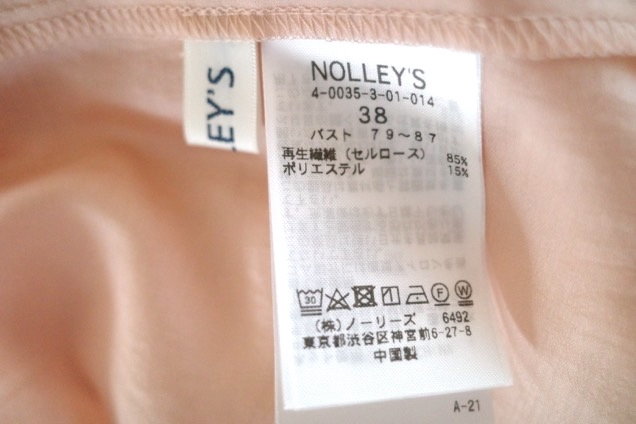 LEY'S
NOLLEY'S
4-0035-3-01-014
38
バスト 79～87
再生繊維(セルロース) 85%
ポリエステル 15%
30
F
W
(株)ノーリーズ 6492
東京都渋谷区神宮前6-27-8
中国製
A-21